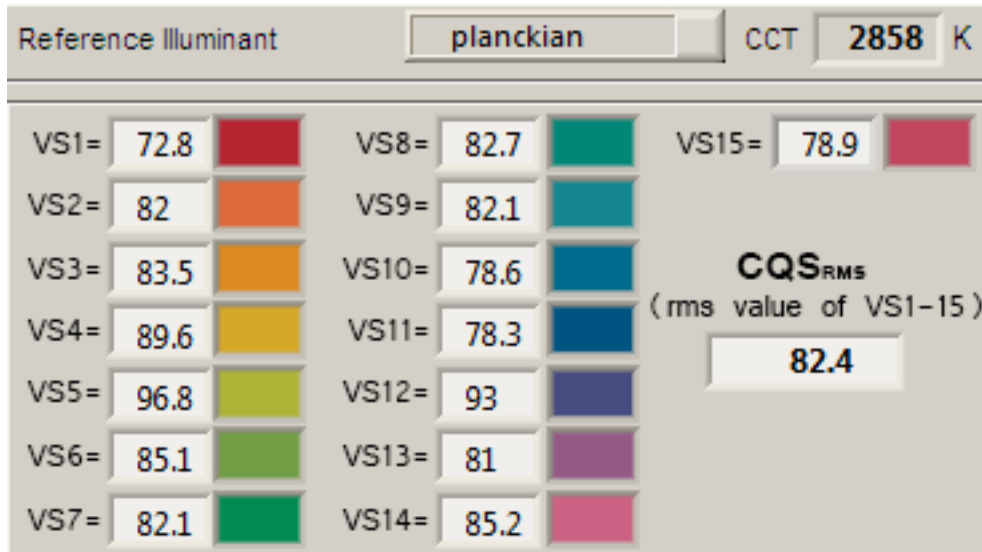 Reference Illuminant planckian CCT 2858 K
VS1= 72.8 VS8= 82.7 VS15= 78.9
VS2= 82 VS9= 82.1
VS3= 83.5 VS10= 78.6 CQSRMS
(rms value of VS1-15)
VS4= 89.6 VS11= 78.3
82.4
VS5= 96.8 VS12= 93
VS6= 85.1 VS13= 81
VS7= 82.1 VS14= 85.2